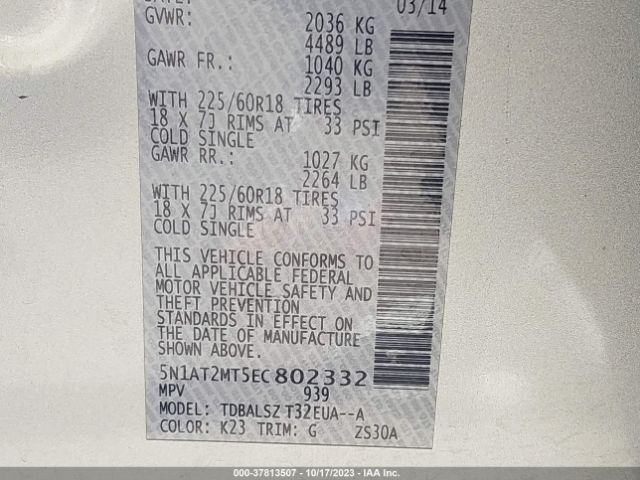 03/14
GVWR: 2036 KG
4489 LB
GAWR FR.: 1040 KG
2293 LB
WITH 225/60R18 TIRES
18 X 7J RIMS AT 33 PSI
COLD SINGLE
GAWR RR.: 1027 KG
2264 LB
WITH 225/60R18 TIRES
18 X 7J RIMS AT 33 PSI
COLD SINGLE
THIS VEHICLE CONFORMS TO
ALL APPLICABLE FEDERAL
MOTOR VEHICLE SAFETY AND
THEFT PREVENTION
STANDARDS IN EFFECT ON
THE DATE OF MANUFACTURE
SHOWN ABOVE.
5N1AT2MT5EC802332
MPV 939
MODEL: TDBALSZ T32EUA--A
COLOR: K23 TRIM: G ZS30A
IAAI-37813507 | 10/17/2023 | IAAI.COM